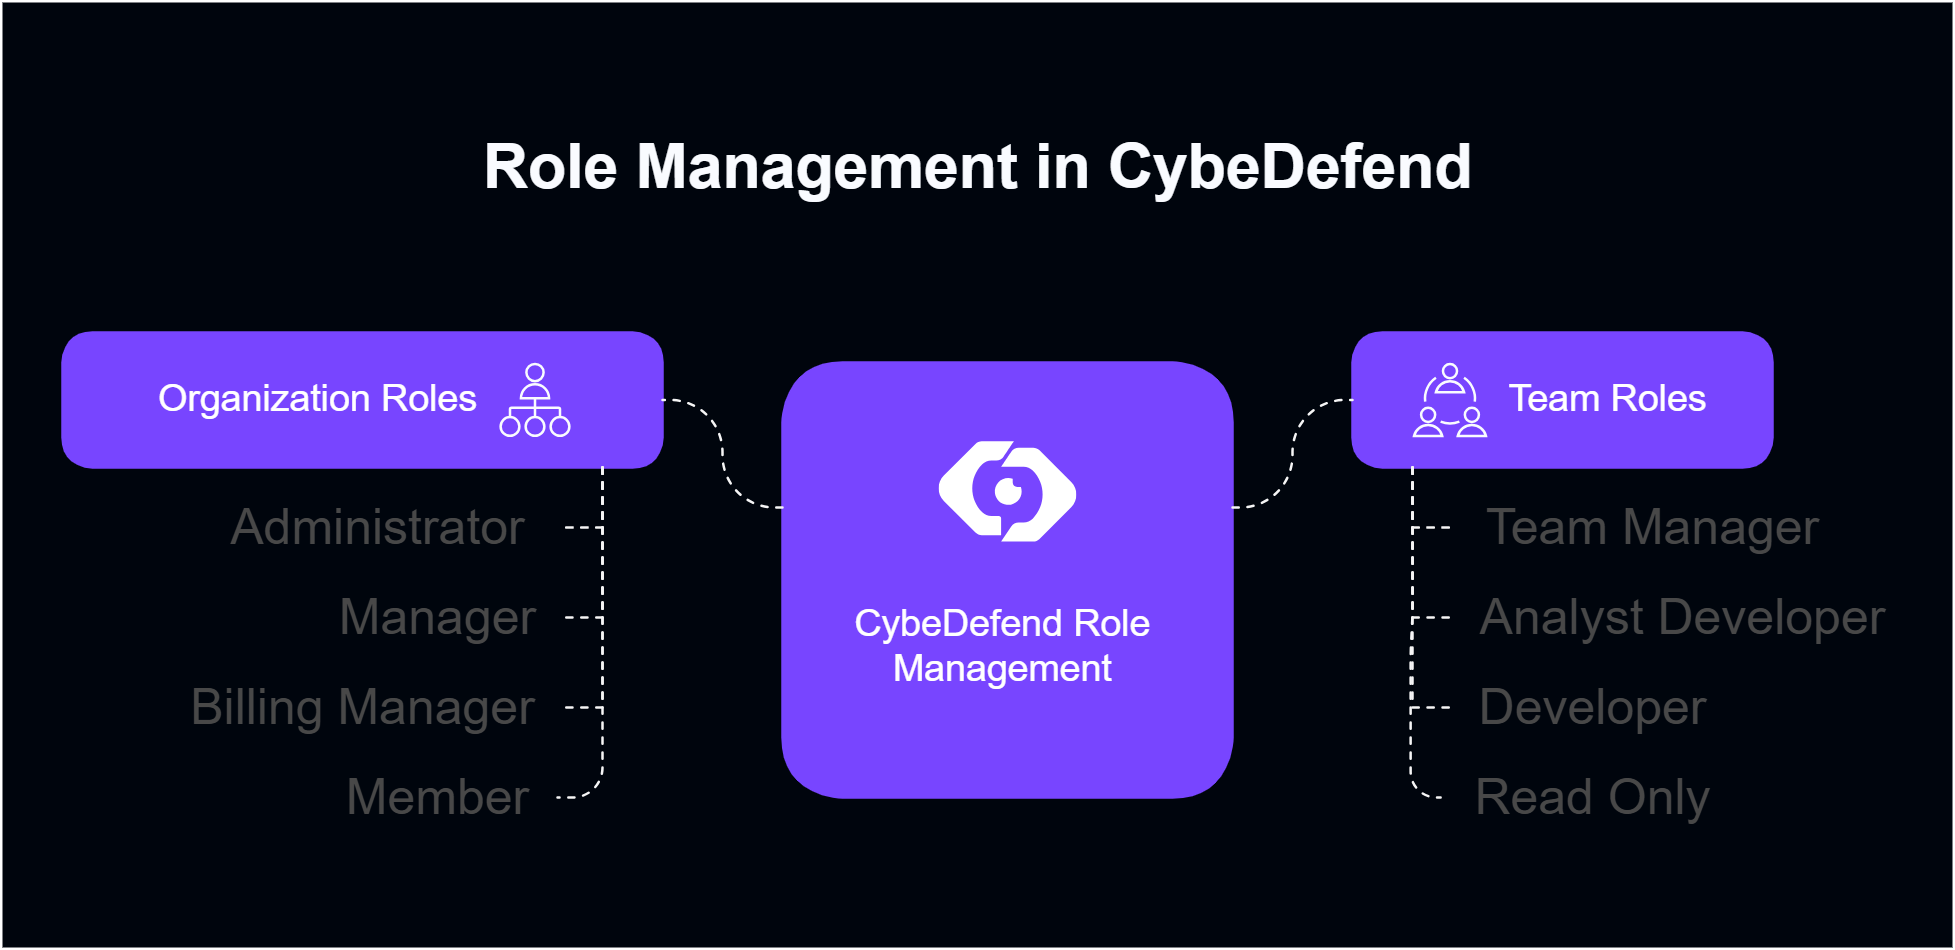 Role Management in CybeDefend
Organization Roles
Administrator
Manager
Billing Manager
Member
CybeDefend Role
Management
Team Roles
Team Manager
Analyst Developer
Developer
Read Only